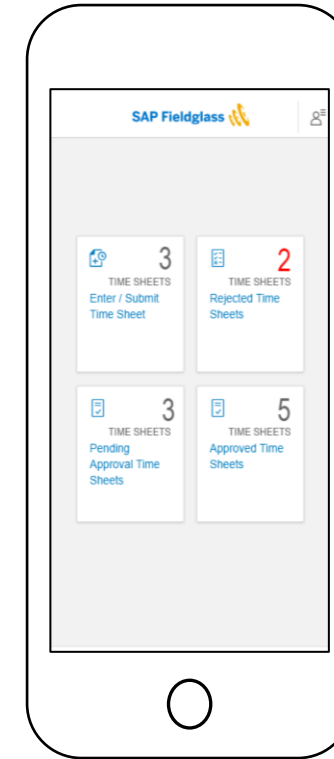 SAP Fieldglass
3
TIME SHEETS
Enter / Submit
Time Sheet
2
TIME SHEETS
Rejected Time
Sheets
3
TIME SHEETS
Pending
Approval Time
Sheets
5
TIME SHEETS
Approved Time
Sheets